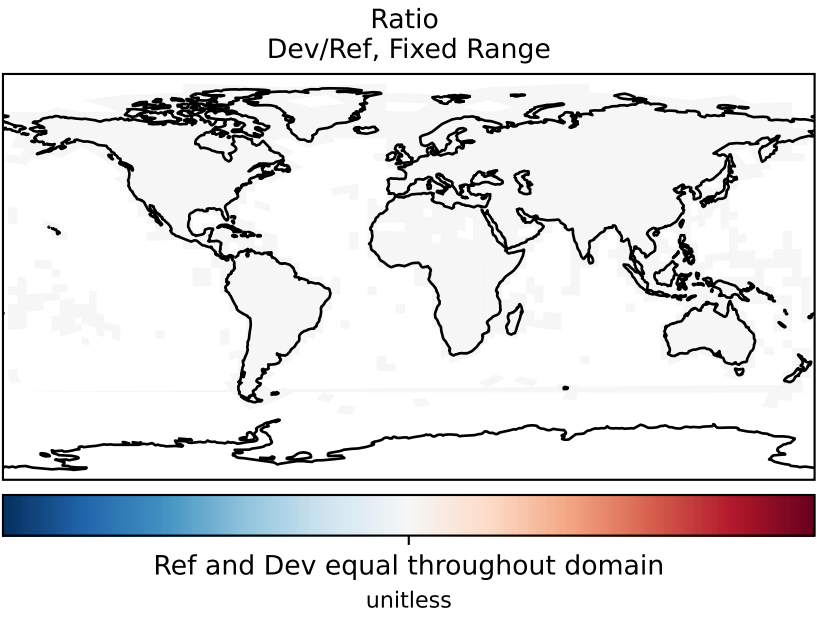 Ratio
Dev/Ref, Fixed Range
Ref and Dev equal throughout domain
unitless